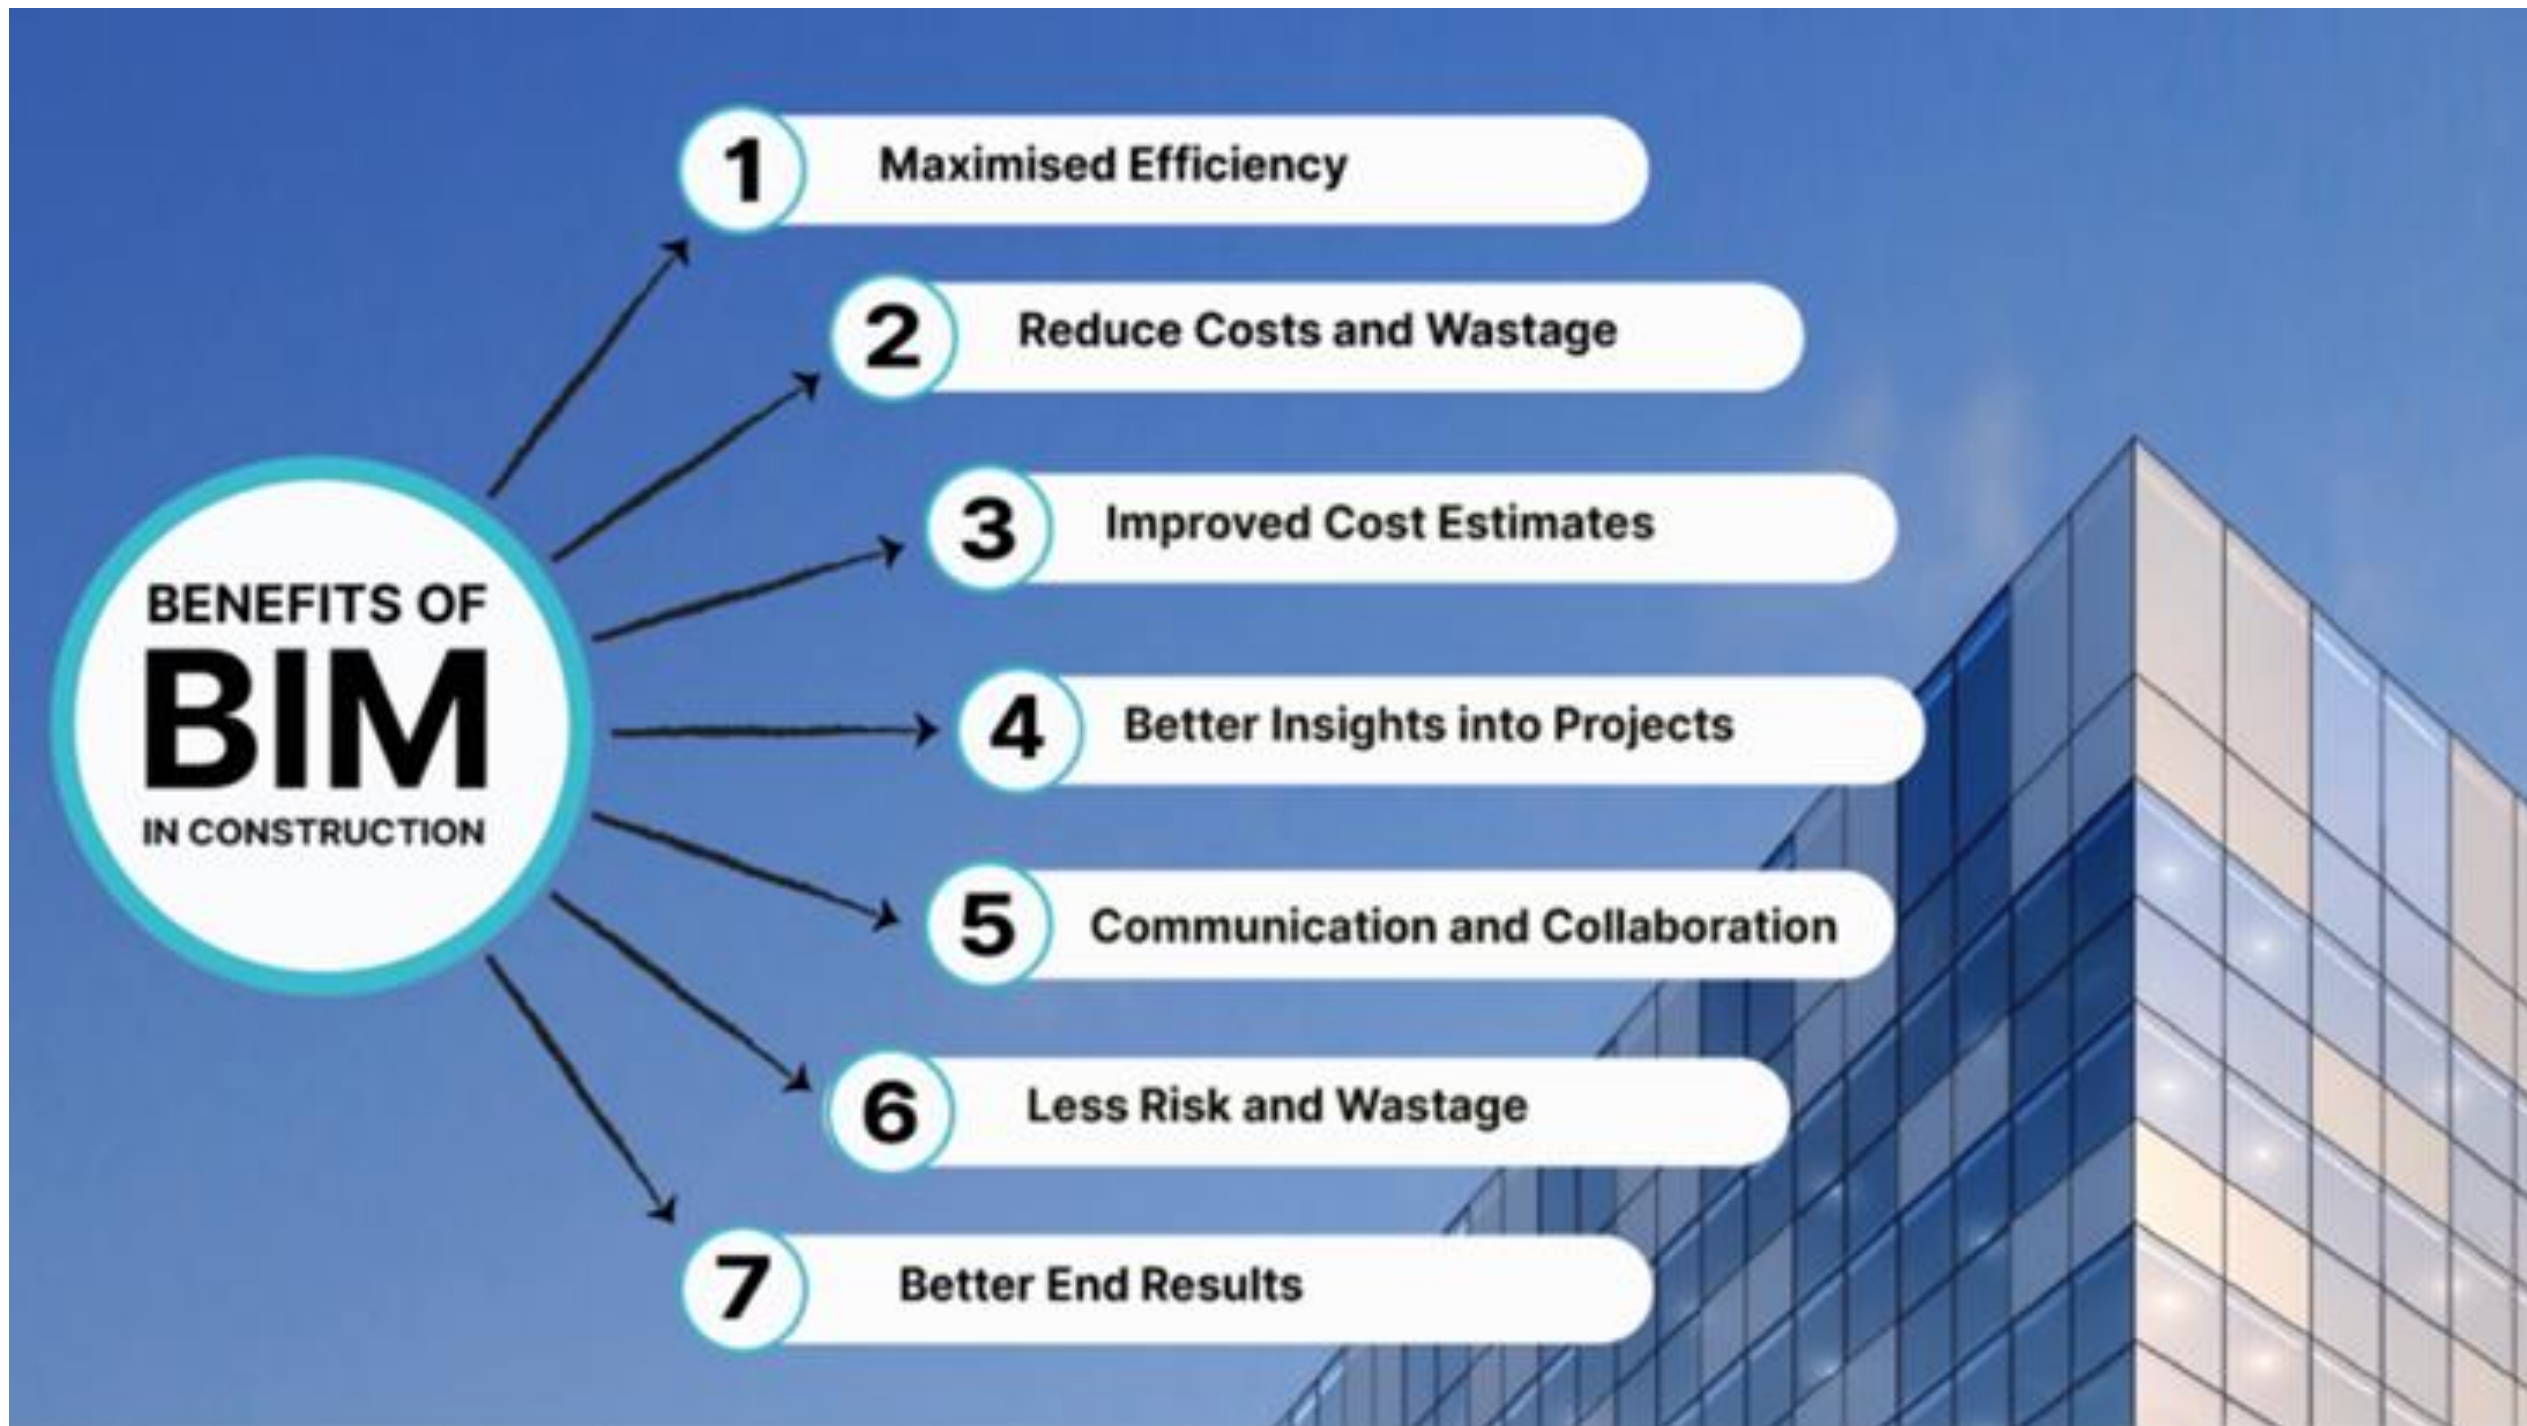 BENEFITS OF
BIM
IN CONSTRUCTION
1 Maximised Efficiency
2 Reduce Costs and Wastage
3 Improved Cost Estimates
4 Better Insights into Projects
5 Communication and Collaboration
6 Less Risk and Wastage
7 Better End Results